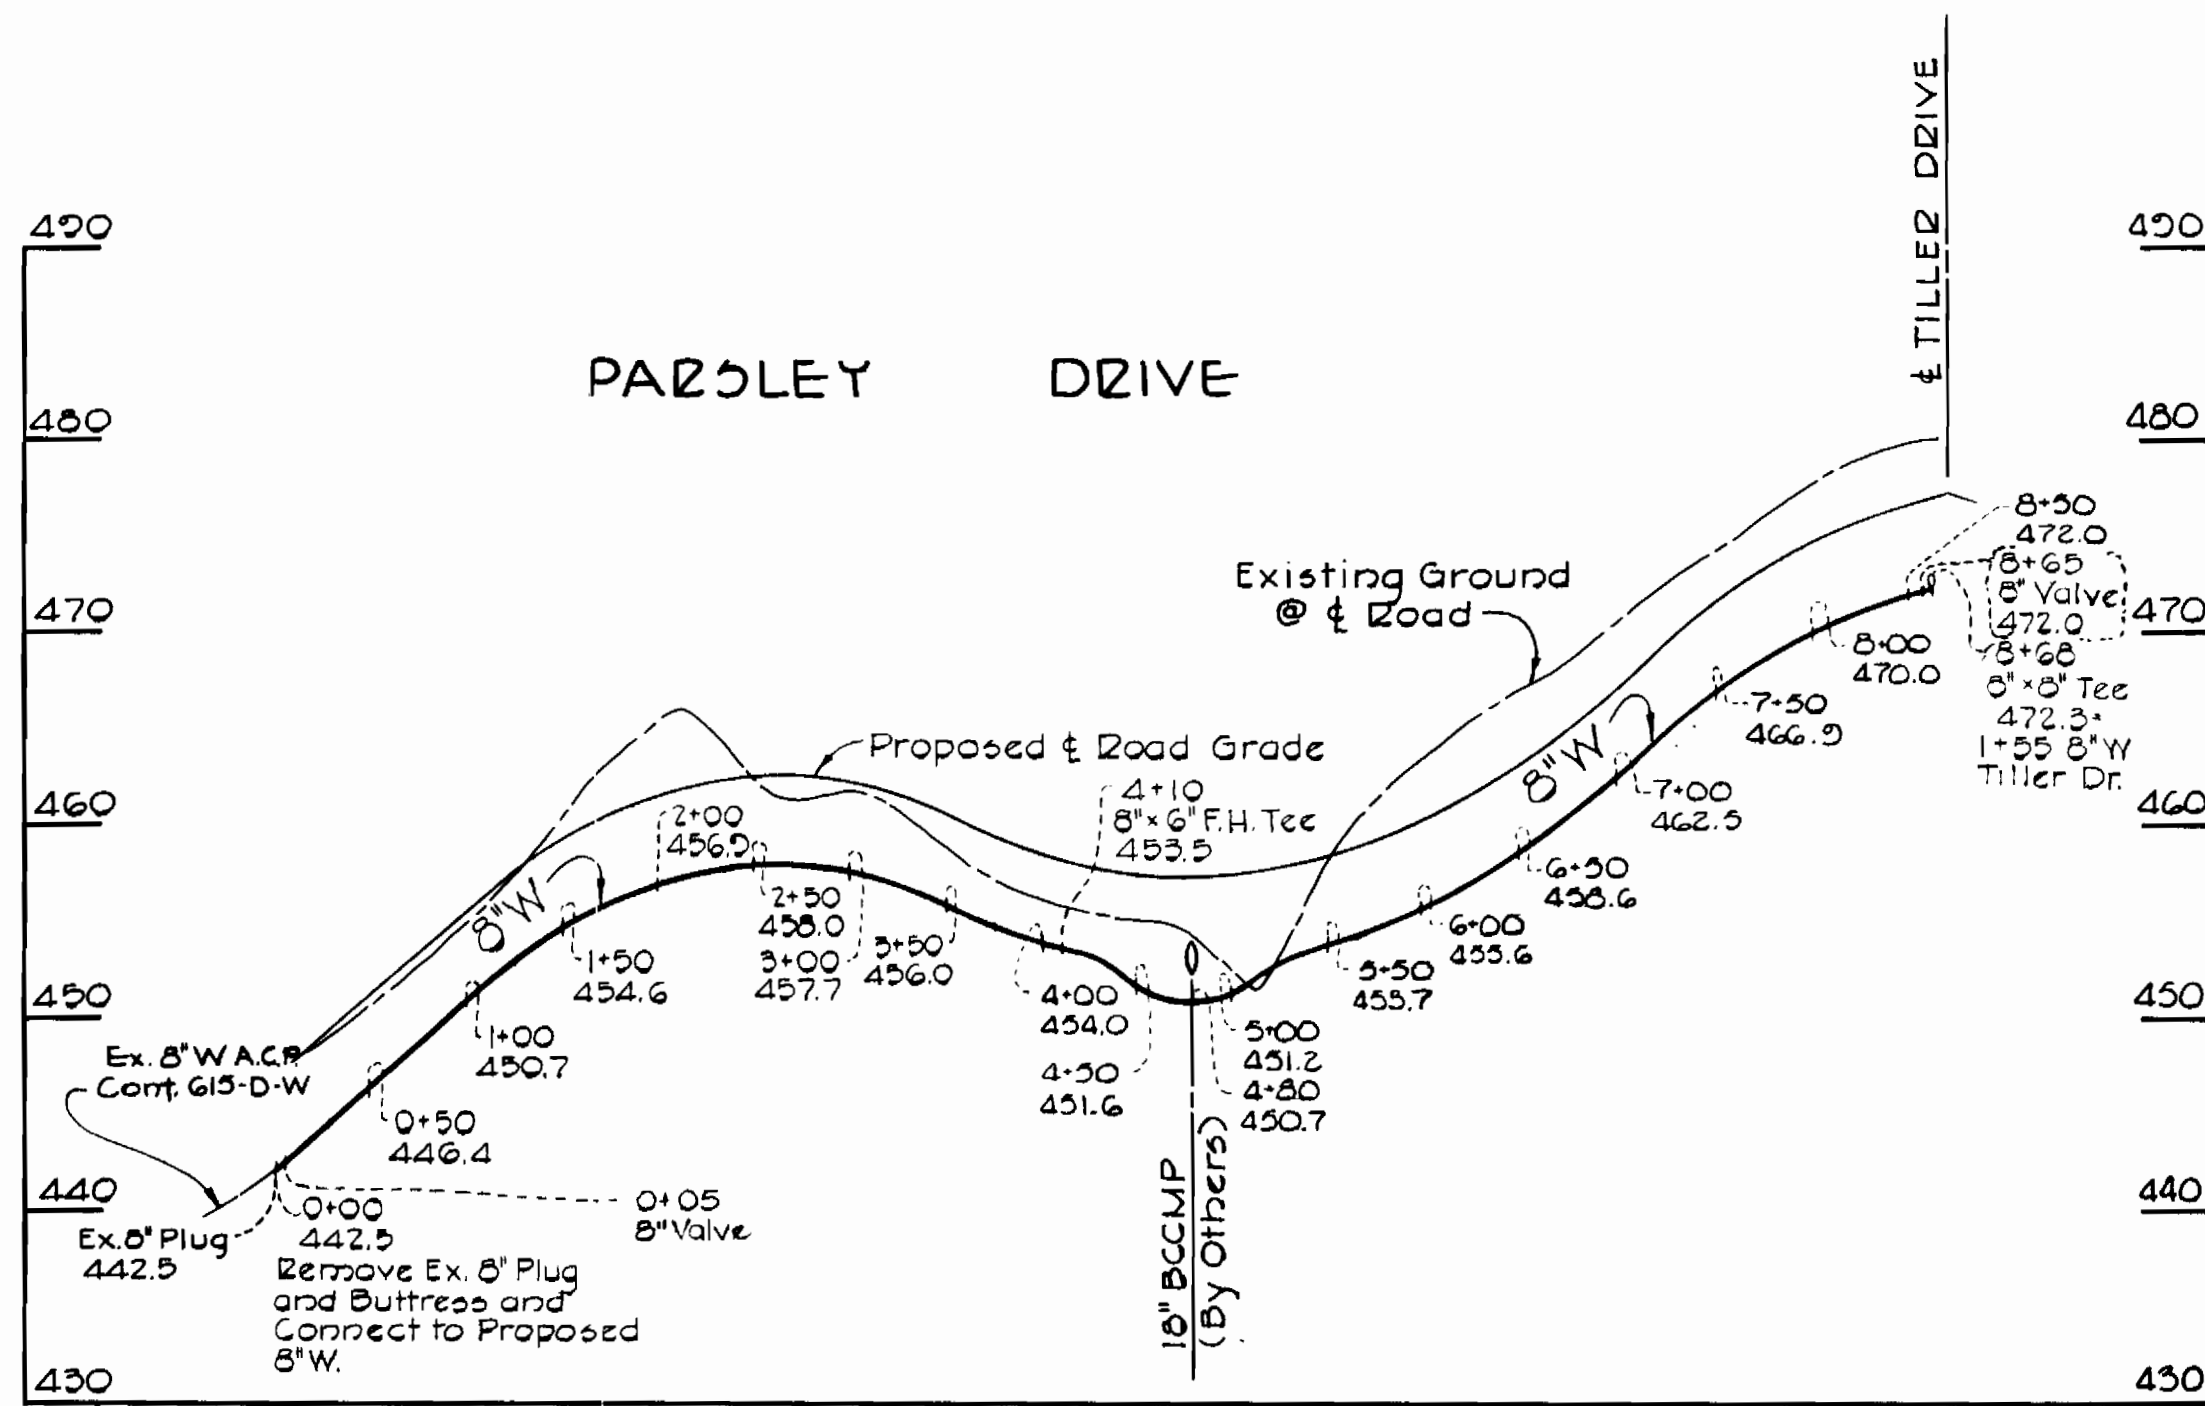 ℄ TILLER DRIVE
490
490
PARSLEY DRIVE
480
480
8+50
472.0
8+65
8" Valve
472.0
8+68
8"×8" Tee
472.3=
1+55 8"W
Tiller Dr.
Existing Ground
@ ℄ Road
470
470
8+00
470.0
7+50
466.9
8"W
7+00
462.5
Proposed ℄ Road Grade
4+10
8"×6" F.H. Tee
453.5
460
460
2+00
456.9
6+50
458.6
8"W
2+50
458.0
3+00
457.7
3+50
456.0
6+00
455.6
1+50
454.6
5+50
453.7
450
450
4+00
454.0
5+00
451.2
1+00
450.7
Ex. 8" W A.C.P.
Cont. 615-D-W
4+50
451.6
4+80
450.7
0+50
446.4
440
440
0+00
442.5
0+05
8" Valve
Ex. 8" Plug
442.5
Remove Ex. 8" Plug
and Buttress and
Connect to Proposed
8"W.
18" BCCMP
(By Others)
430
430